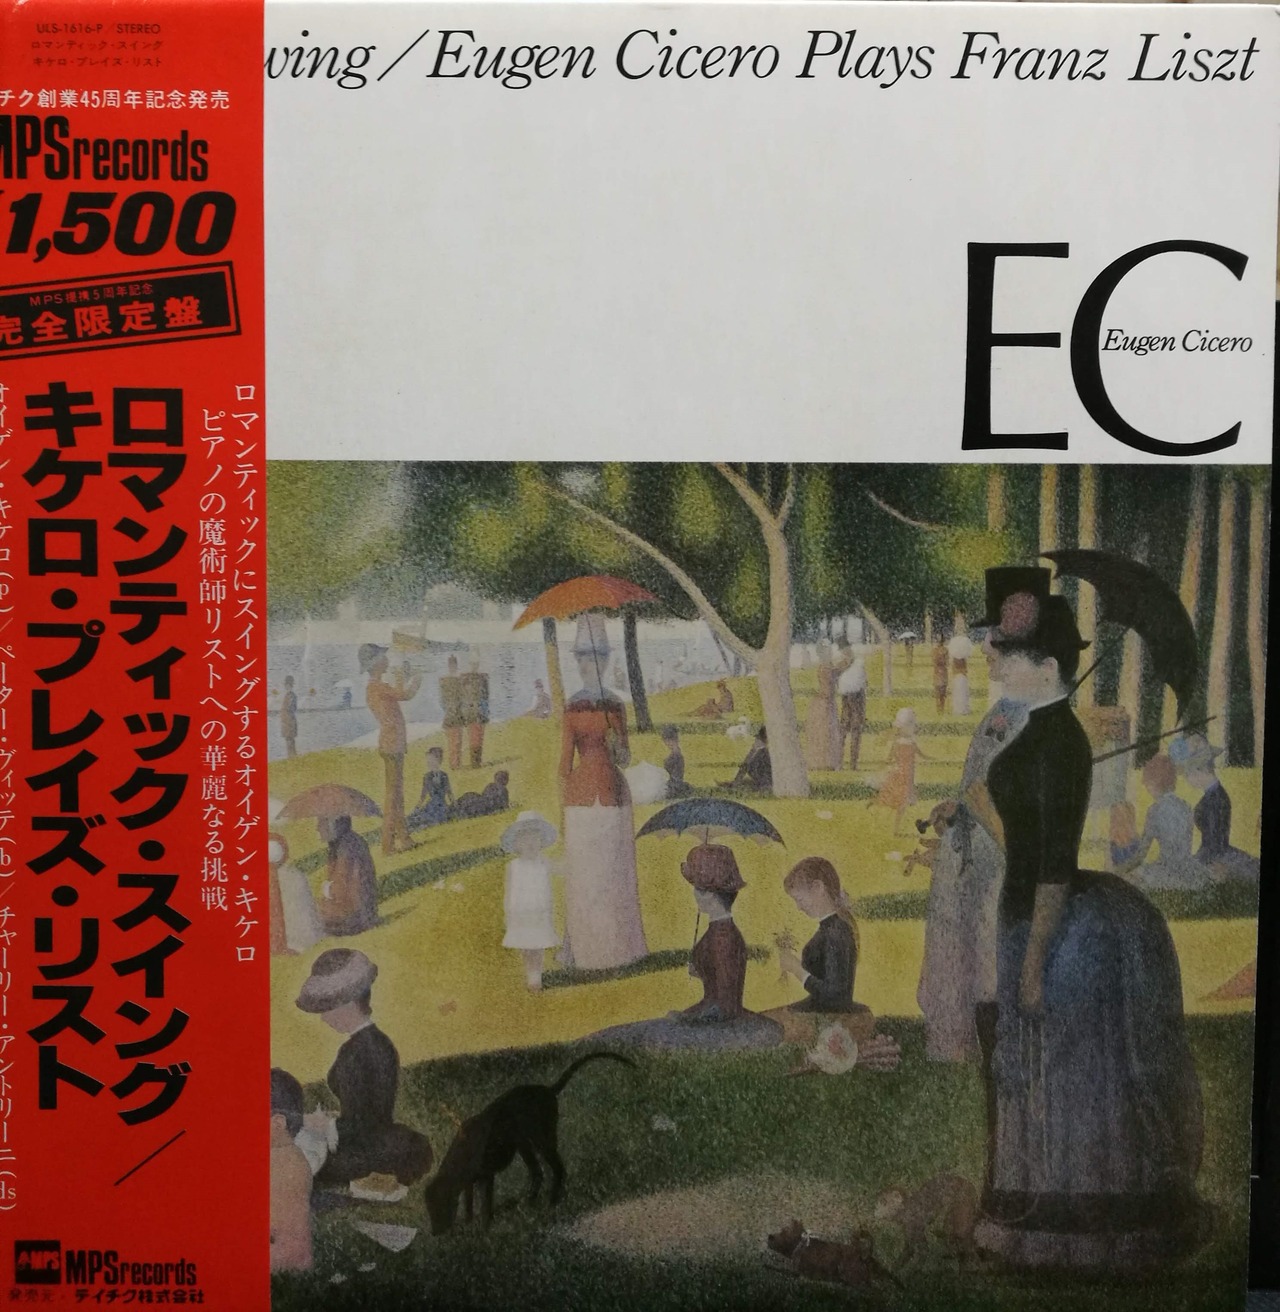 ULS-1616-P／STEREO
ロマンティック・スイング
キケロ・プレイズ・リスト
チク創業45周年記念発売
MPSrecords
1,500
MPS提携5周年記念
完全限定盤
ロマンティックにスイングするオイゲン・キケロ
ピアノの魔術師リストへの華麗なる挑戦
ロマンティック・スイング／
キケロ・プレイズ・リスト
オイゲン・キケロ(p)／ペーター・ヴィッテ(b)／チャーリー・アントリーニ(ds)
MPS MPSrecords
発売元・テイチク株式会社
wing/Eugen Cicero Plays Franz Liszt
EC
Eugen Cicero